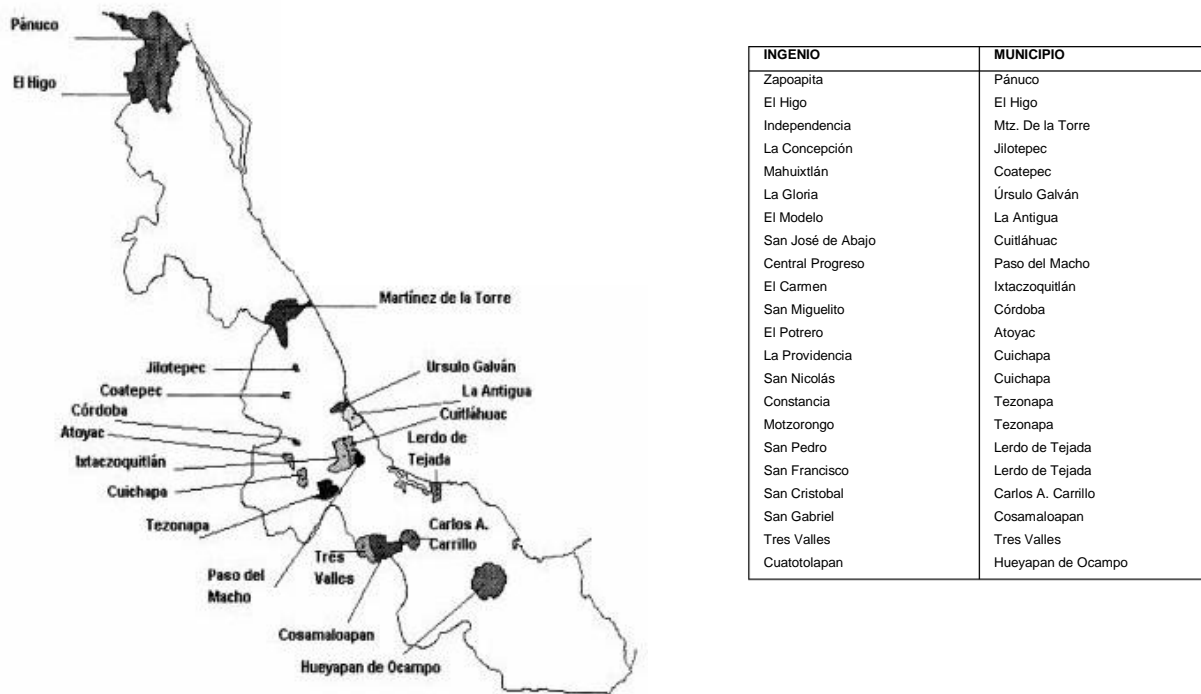 Pánuco
El Higo
Martínez de la Torre
Jilotepec
Coatepec
Córdoba
Atoyac
Ixtaczoquitlán
Cuichapa
Tezonapa
Paso del
Macho
Ursulo Galván
La Antigua
Cuitláhuac
Lerdo de
Tejada
Tres
Valles
Carlos A.
Carrillo
Cosamaloapan
Hueyapan de Ocampo
INGENIO MUNICIPIO
Zapoapita Pánuco
El Higo El Higo
Independencia Mtz. De la Torre
La Concepción Jilotepec
Mahuixtlán Coatepec
La Gloria Úrsulo Galván
El Modelo La Antigua
San José de Abajo Cuitláhuac
Central Progreso Paso del Macho
El Carmen Ixtaczoquitlán
San Miguelito Córdoba
El Potrero Atoyac
La Providencia Cuichapa
San Nicolás Cuichapa
Constancia Tezonapa
Motzorongo Tezonapa
San Pedro Lerdo de Tejada
San Francisco Lerdo de Tejada
San Cristobal Carlos A. Carrillo
San Gabriel Cosamaloapan
Tres Valles Tres Valles
Cuatotolapan Hueyapan de Ocampo